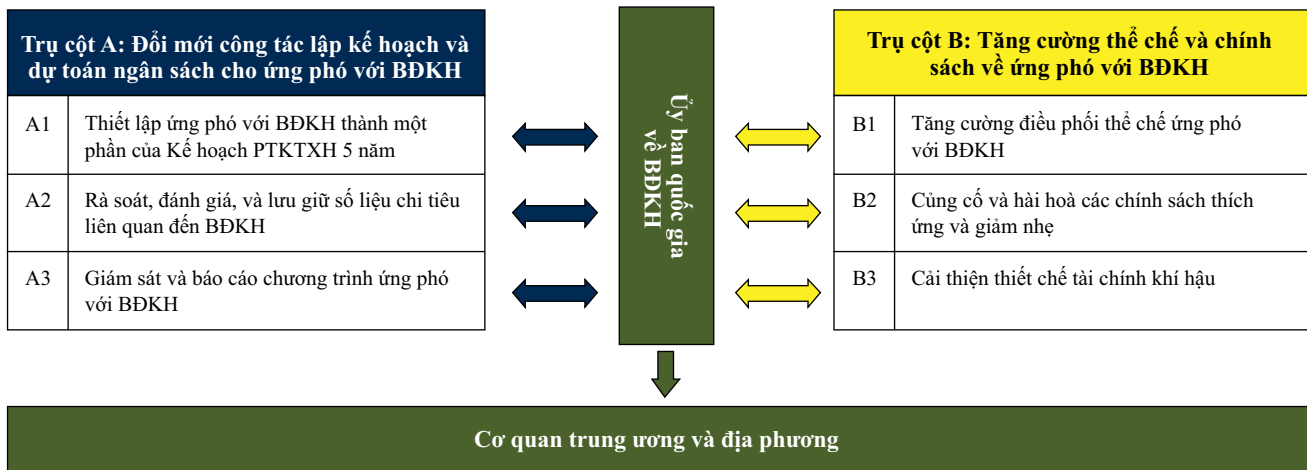 Trụ cột A: Đổi mới công tác lập kế hoạch và
dự toán ngân sách cho ứng phó với BĐKH
A1
Thiết lập ứng phó với BĐKH thành một
phần của Kế hoạch PTKTXH 5 năm
A2
Rà soát, đánh giá, và lưu giữ số liệu chi tiêu
liên quan đến BĐKH
A3
Giám sát và báo cáo chương trình ứng phó
với BĐKH
Ủy ban quốc gia
về BĐKH
Trụ cột B: Tăng cường thể chế và chính
sách về ứng phó với BĐKH
B1
Tăng cường điều phối thể chế ứng phó
với BĐKH
B2
Củng cố và hài hoà các chính sách thích
ứng và giảm nhẹ
B3
Cải thiện thiết chế tài chính khí hậu
Cơ quan trung ương và địa phương